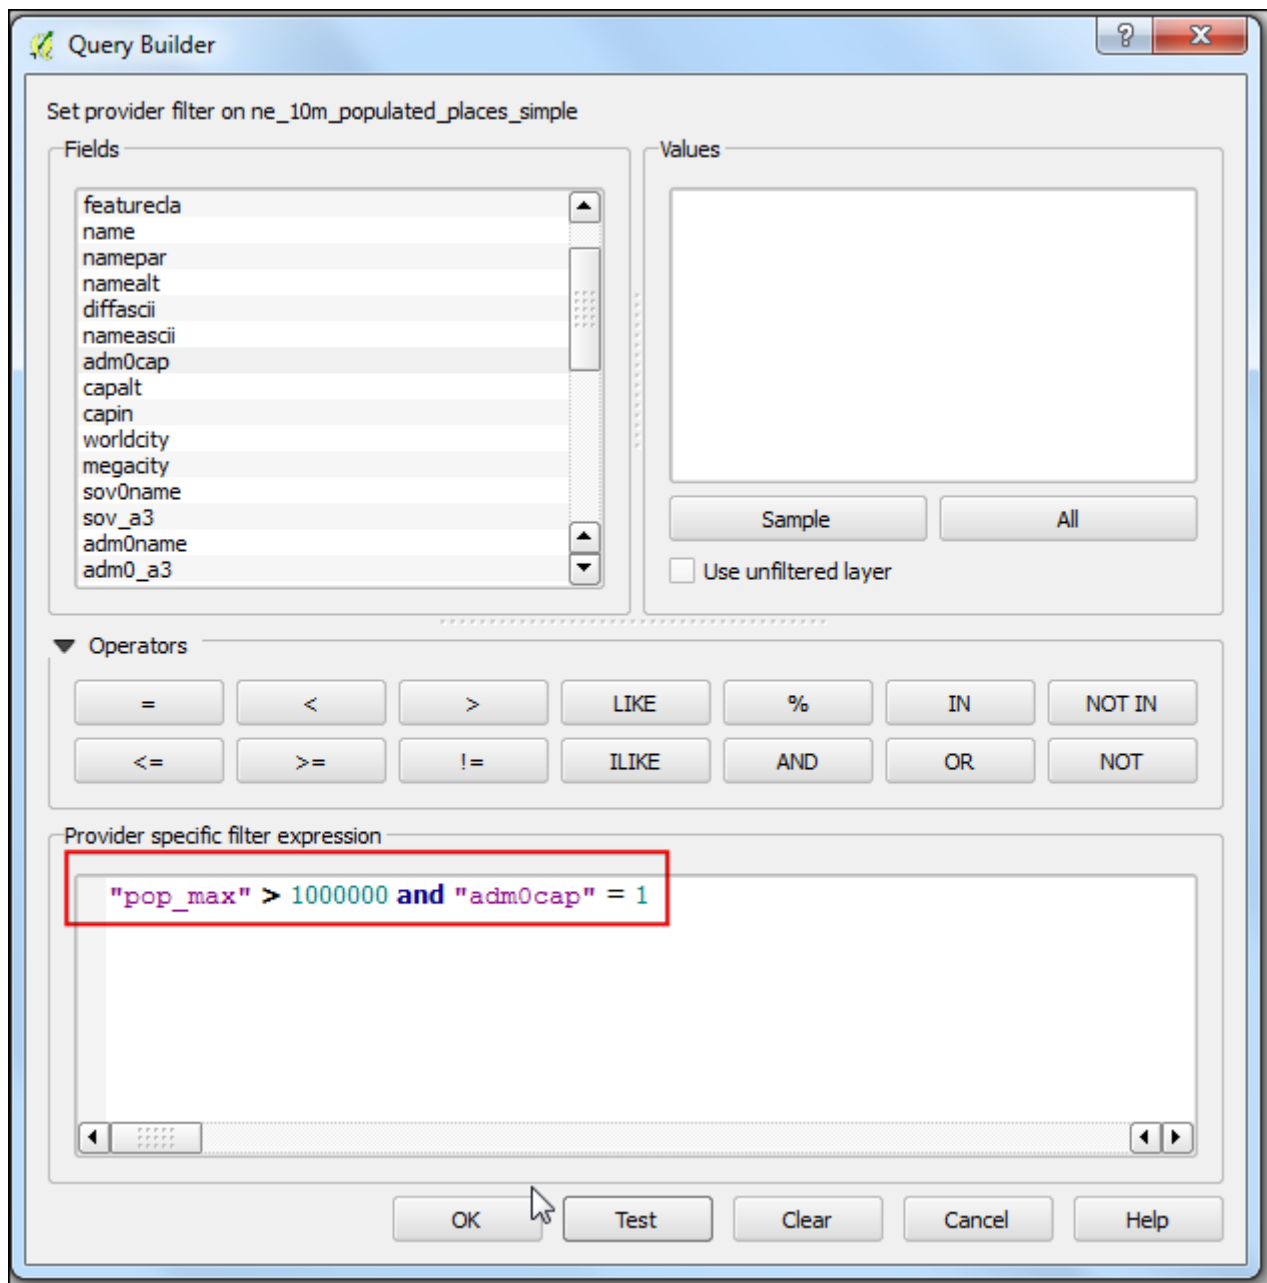 Query Builder
Set provider filter on ne_10m_populated_places_simple
Fields
featurecla
name
namepar
namealt
diffascii
nameascii
adm0cap
capalt
capin
worldcity
megacity
sov0name
sov_a3
adm0name
adm0_a3
Values
Sample All
Use unfiltered layer
Operators
= < > LIKE % IN NOT IN
<= >= != ILIKE AND OR NOT
Provider specific filter expression
"pop_max" > 1000000 and "adm0cap" = 1
OK Test Clear Cancel Help